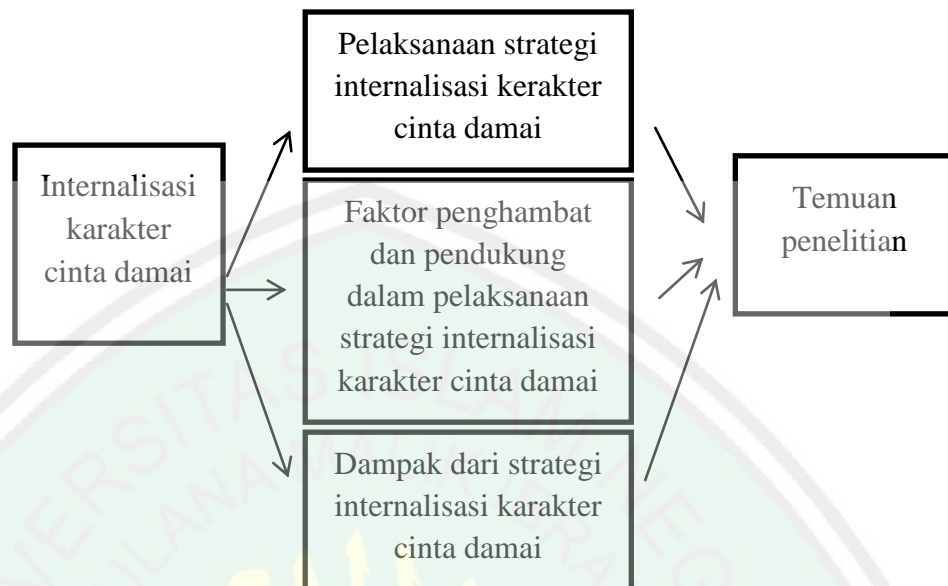 Pelaksanaan strategi
internalisasi kerakter
cinta damai
Internalisasi
karakter
cinta damai
Faktor penghambat
dan pendukung
dalam pelaksanaan
strategi internalisasi
karakter cinta damai
Temuan
penelitian
Dampak dari strategi
internalisasi karakter
cinta damai